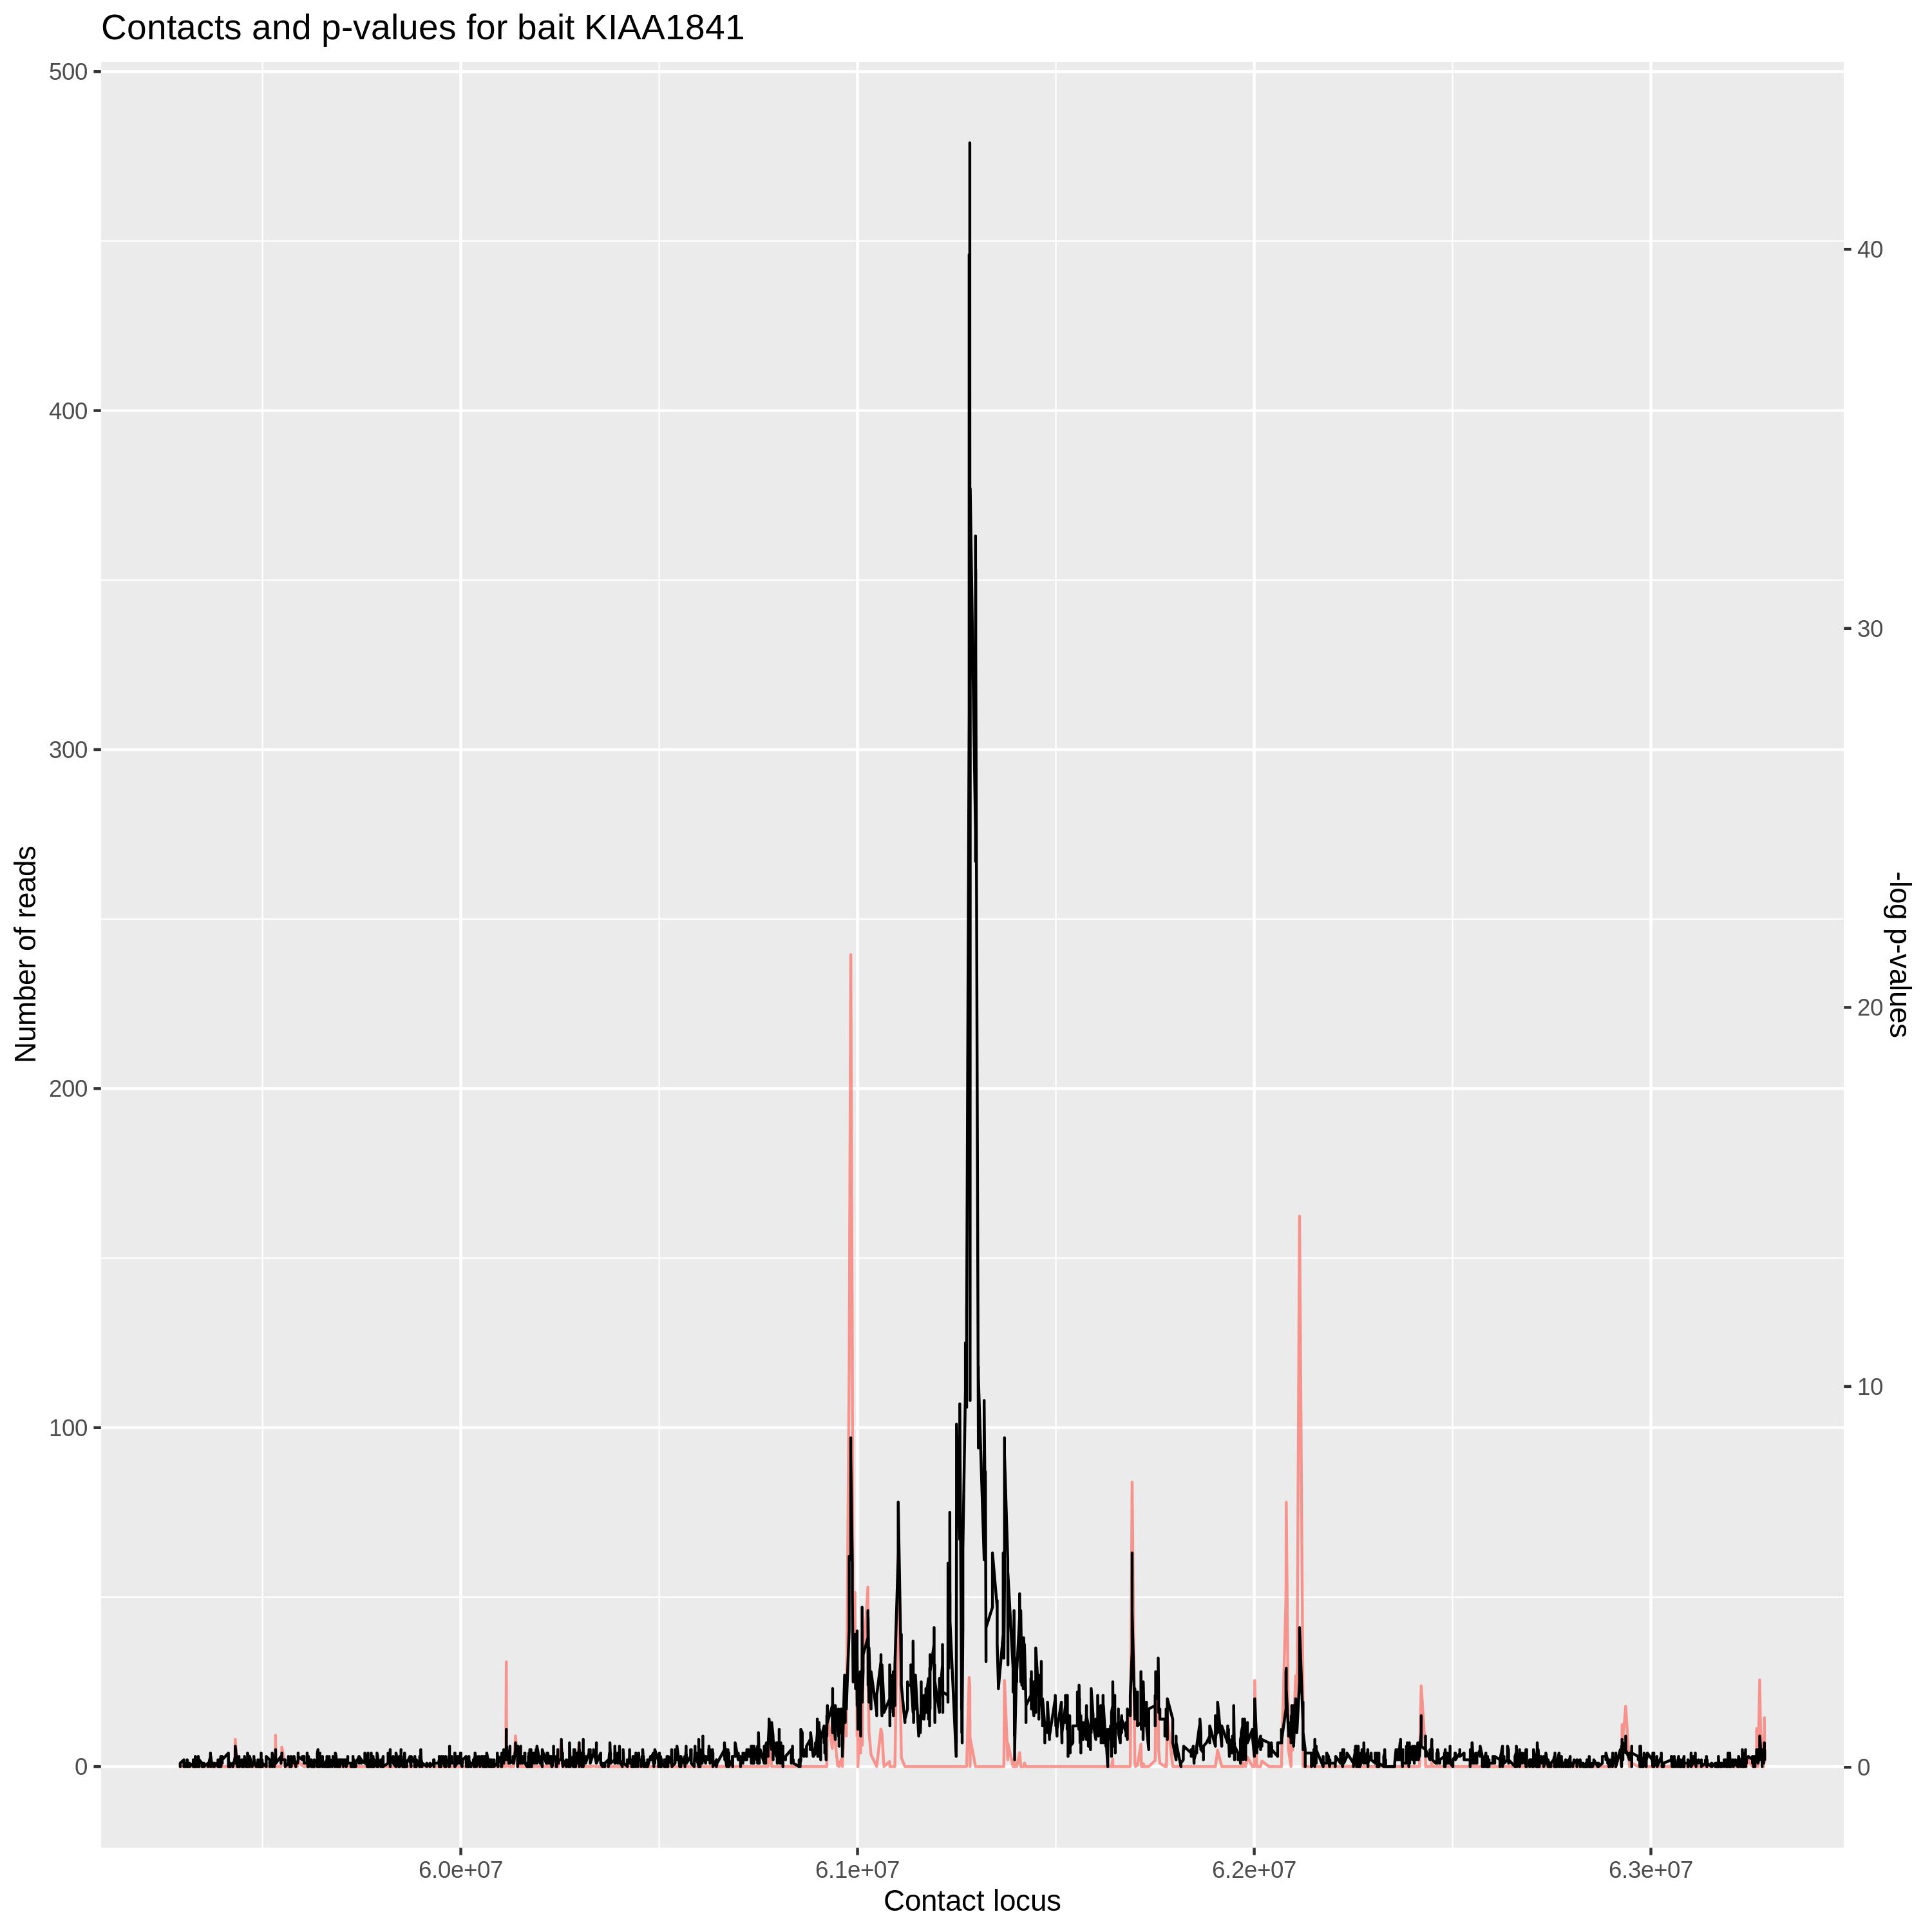 Contacts and p-values for bait KIAA1841
500
400
300
200
100
0
Number of reads
40
30
20
10
0
-log p-values
6.0e+07 6.1e+07 6.2e+07 6.3e+07
Contact locus